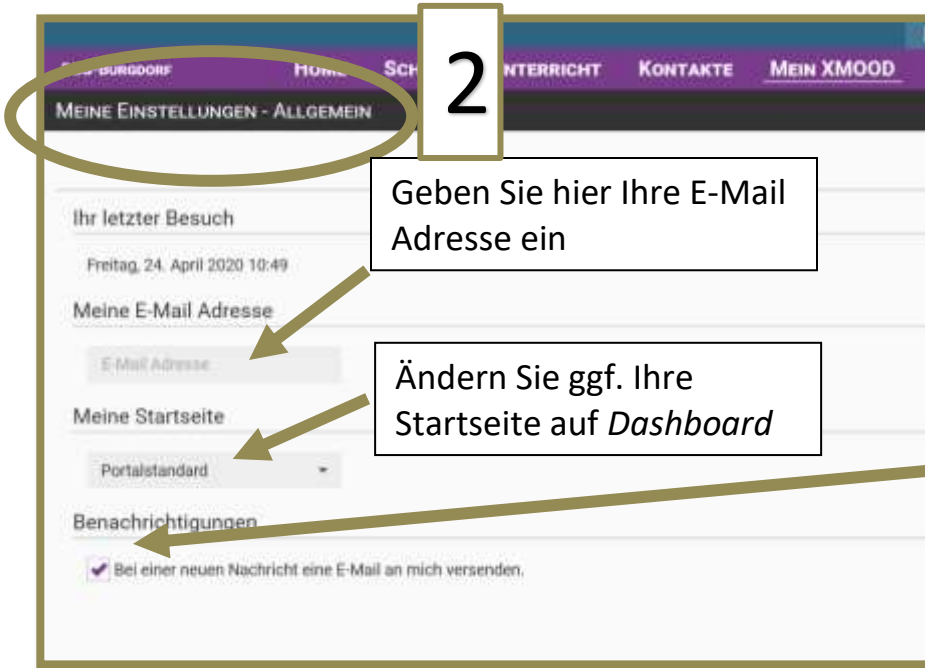 BURGDORF HOME KONTAKTE MEIN XMOOD
2
MEINE EINSTELLUNGEN - ALLGEMEIN
Geben Sie hier Ihre E-Mail
Adresse ein
Ihr letzter Besuch
Freitag, 24. April 2020 10:49
Meine E-Mail Adresse
E-Mail Adresse
Ändern Sie ggf. Ihre
Startseite auf Dashboard
Meine Startseite
Portalstandard
Benachrichtigungen
Bei einer neuen Nachricht eine E-Mail an mich versenden.